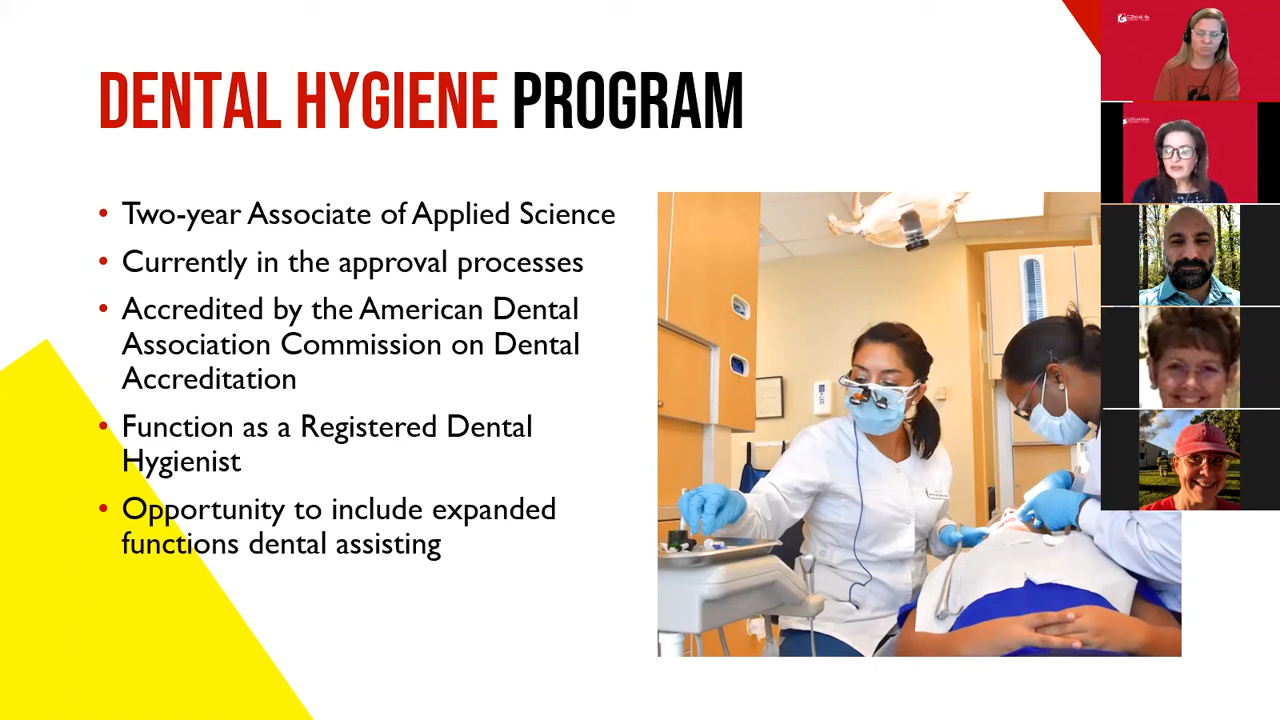 DENTAL HYGIENE PROGRAM
• Two-year Associate of Applied Science
• Currently in the approval processes
• Accredited by the American Dental
Association Commission on Dental
Accreditation
• Function as a Registered Dental
Hygienist
• Opportunity to include expanded
functions dental assisting